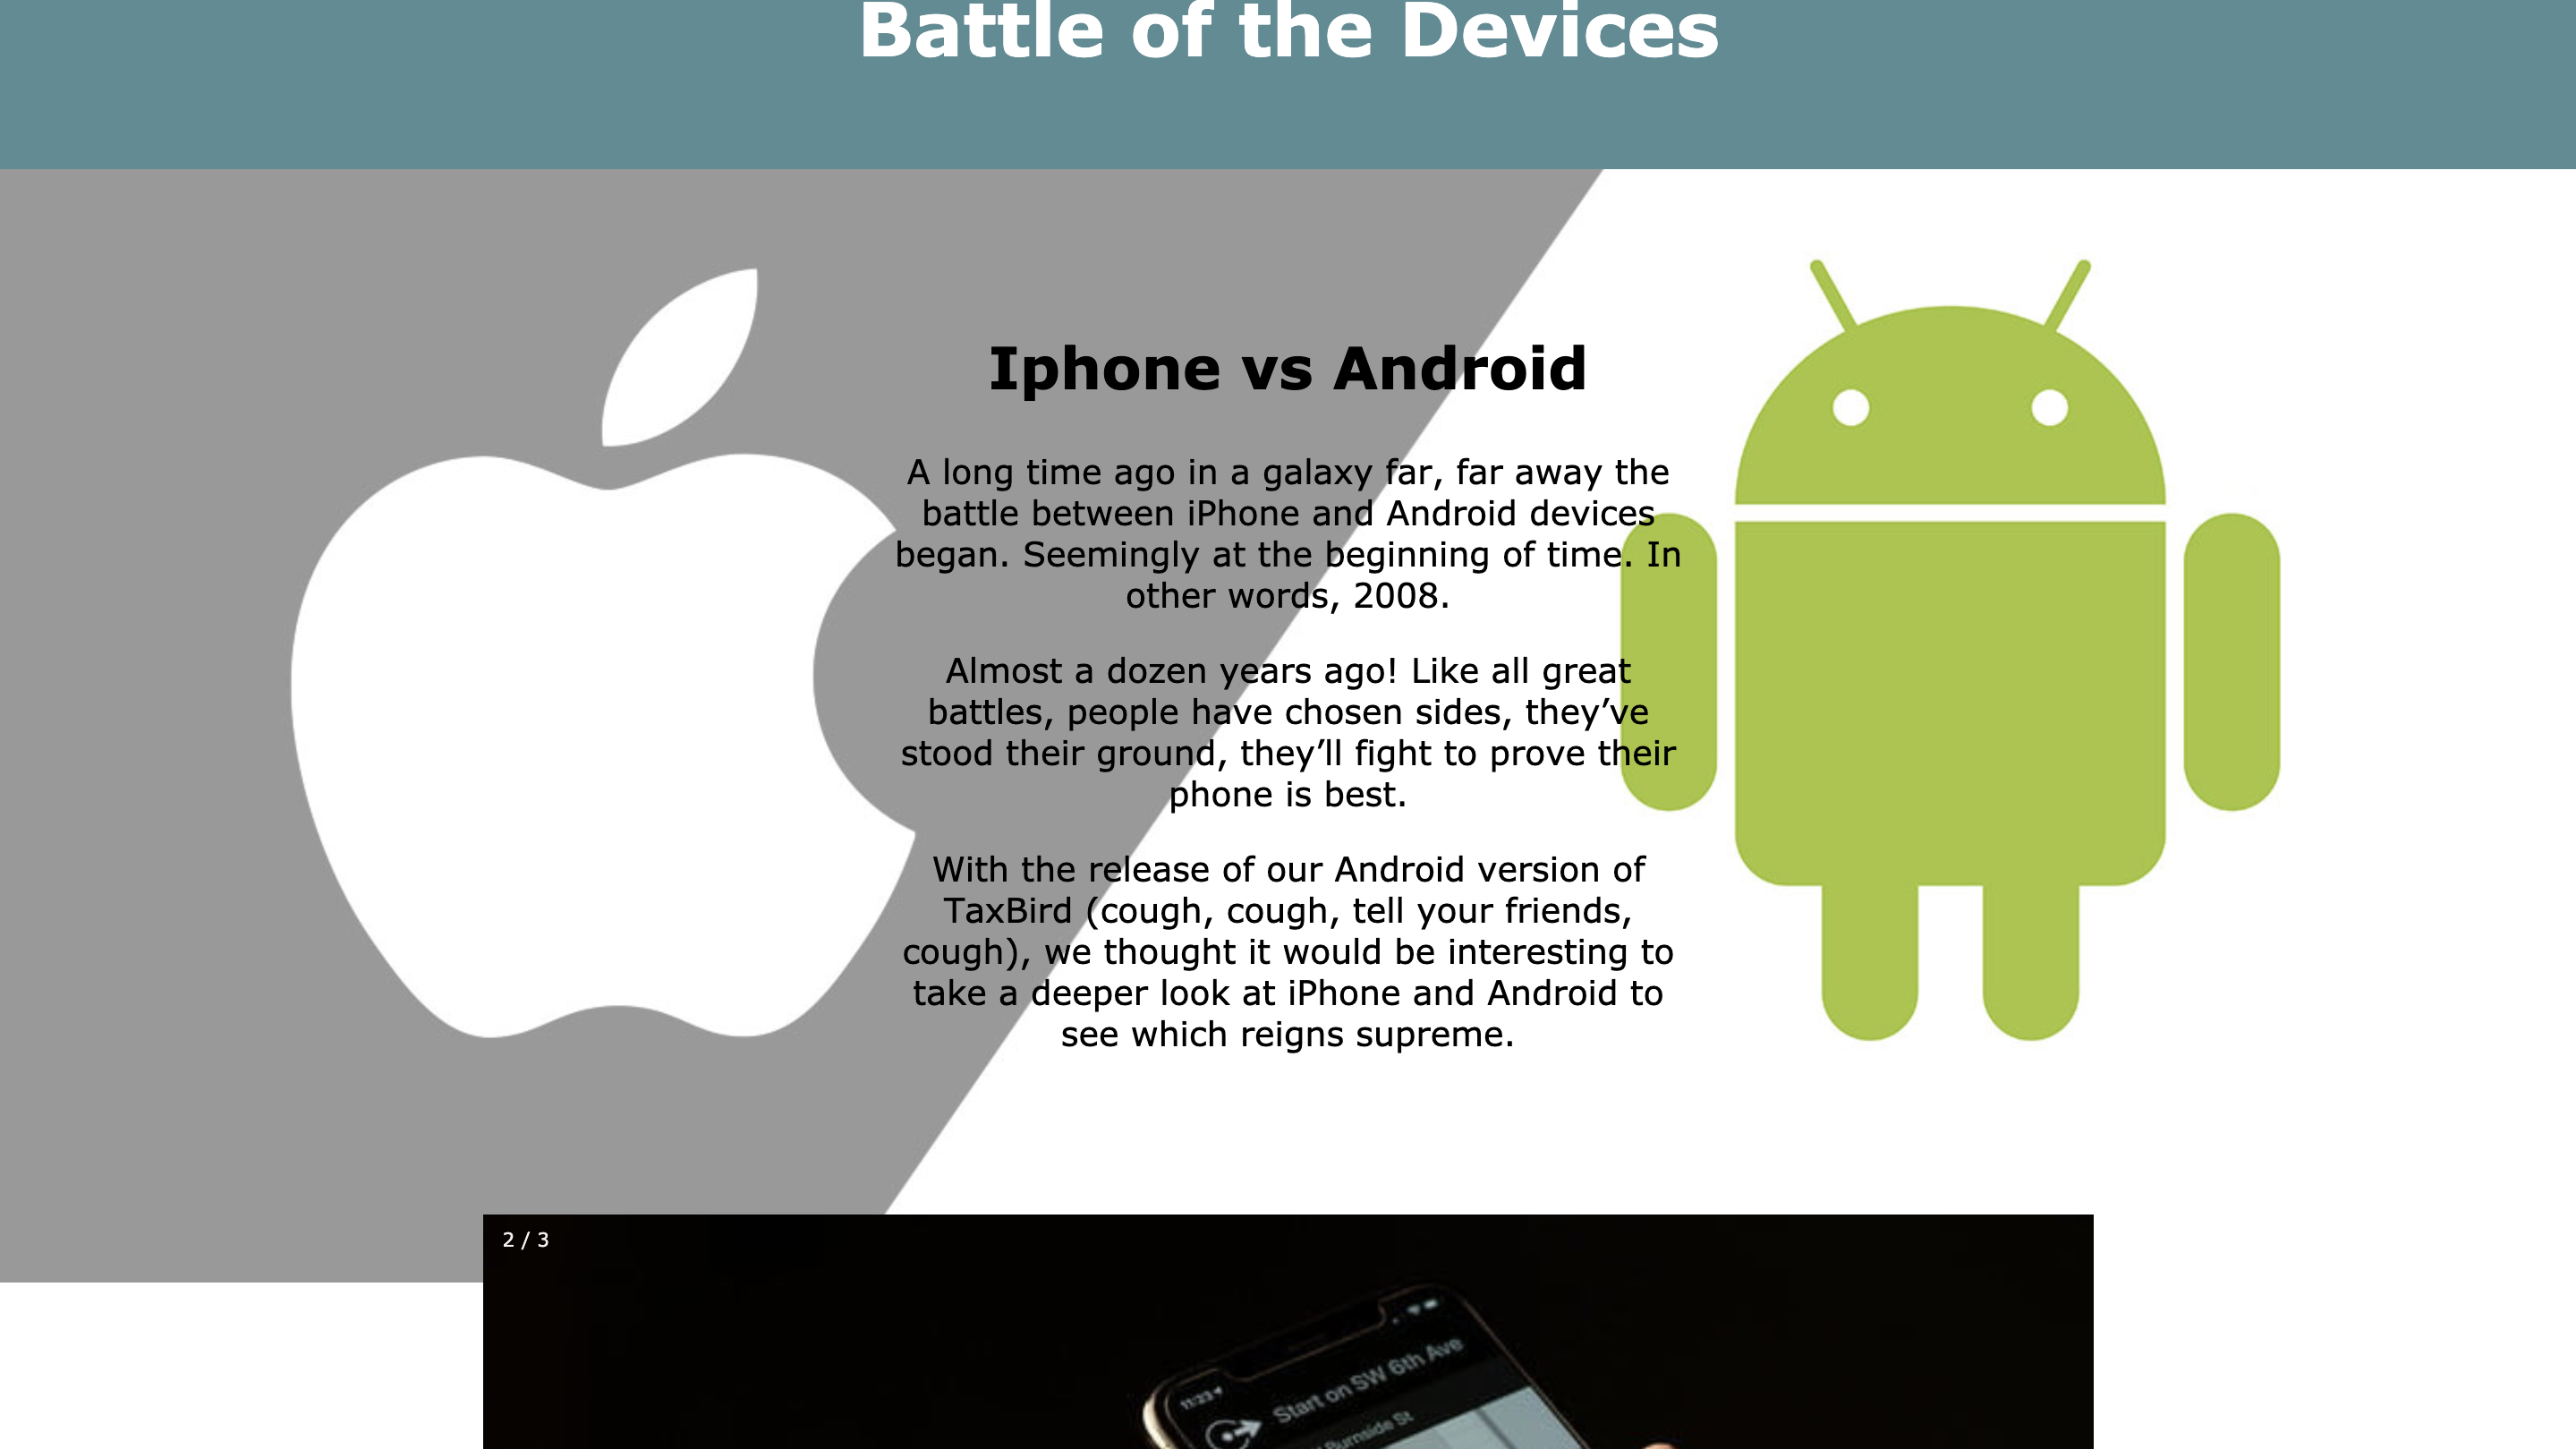 Battle of the Devices
Iphone vs Android
A long time ago in a galaxy far, far away the
battle between iPhone and Android devices
began. Seemingly at the beginning of time. In
other words, 2008.
Almost a dozen years ago! Like all great
battles, people have chosen sides, they’ve
stood their ground, they’ll fight to prove their
phone is best.
With the release of our Android version of
TaxBird (cough, cough, tell your friends,
cough), we thought it would be interesting to
take a deeper look at iPhone and Android to
see which reigns supreme.
2 / 3
11:23
Start on SW 6th Ave
Burnside St